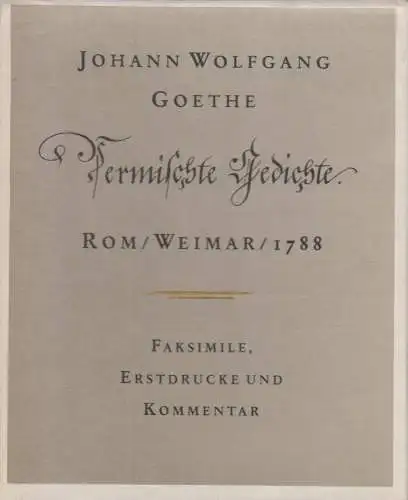 JOHANN WOLFGANG
GOETHE
Vermischte Gedichte.
ROM/WEIMAR/1788
FAKSIMILE,
ERSTDRUCKE UND
KOMMENTAR